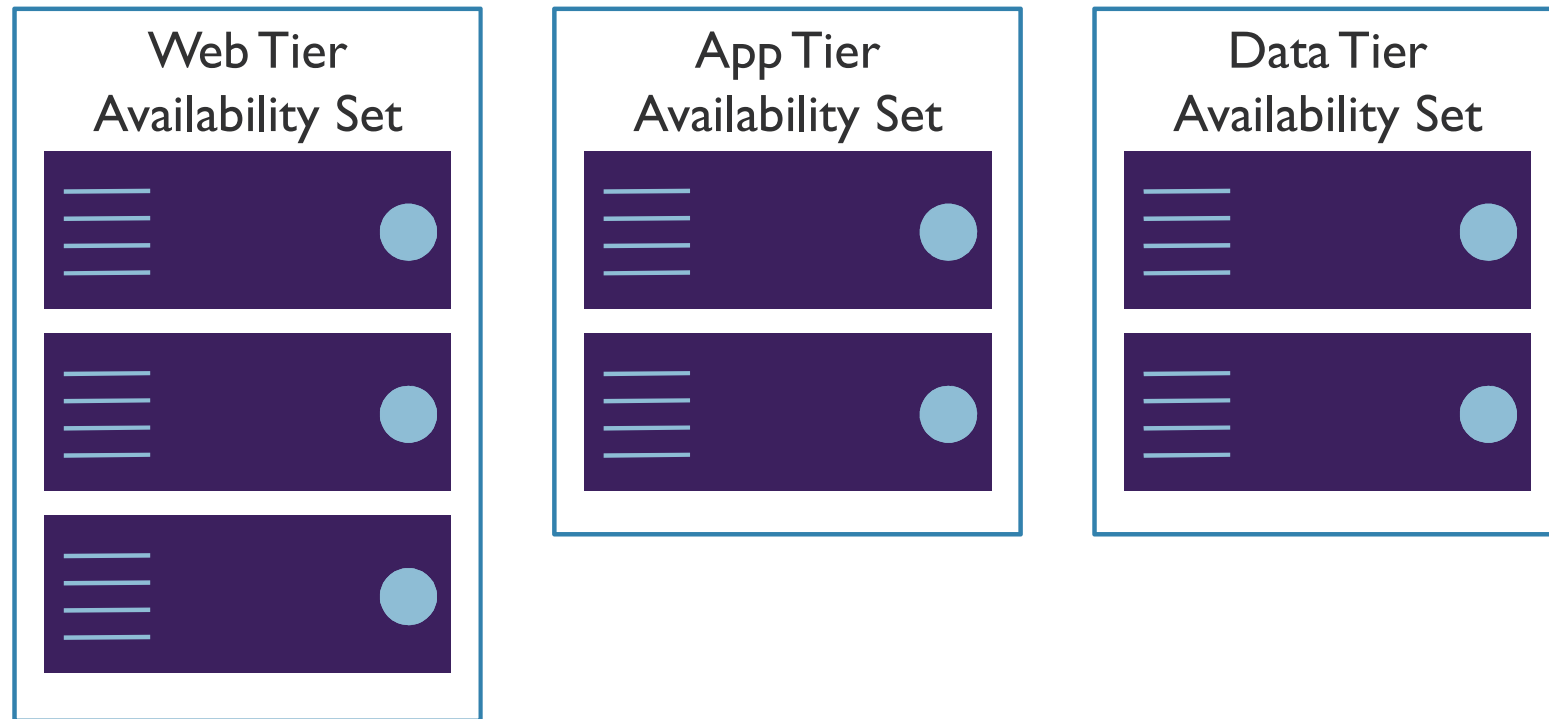 Web Tier
Availability Set
App Tier
Availability Set
Data Tier
Availability Set